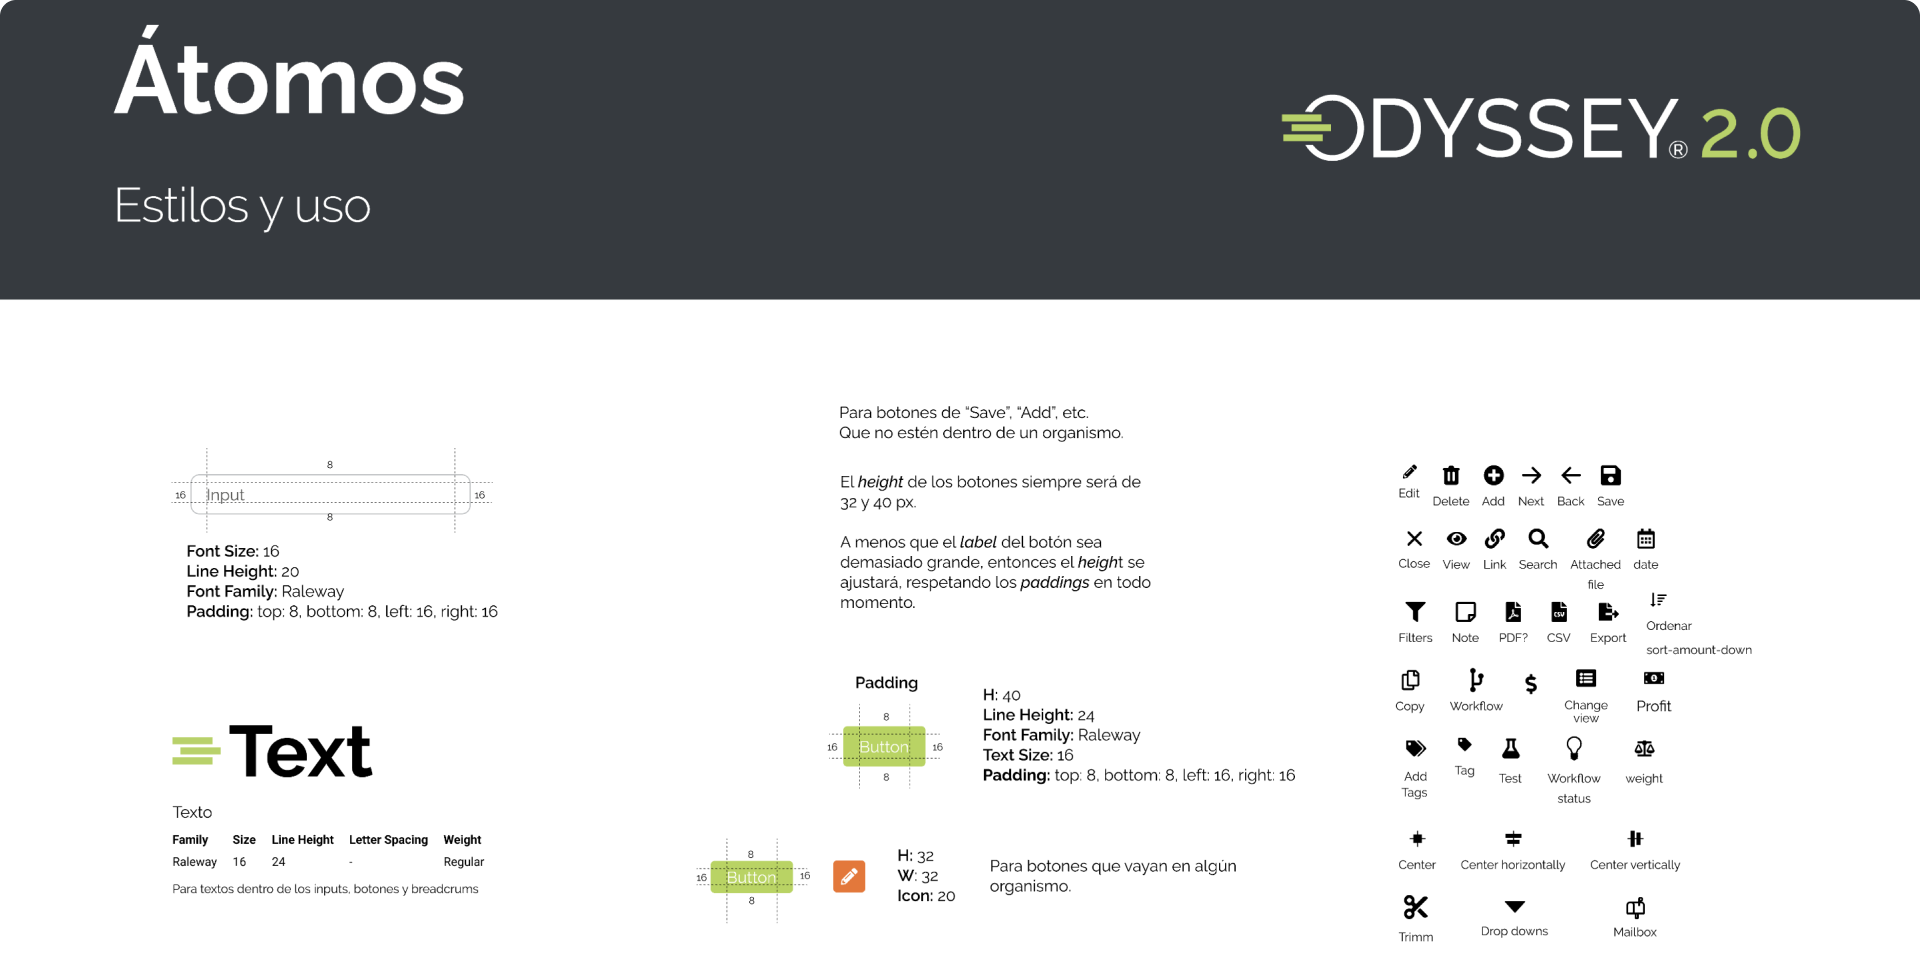 Átomos
Estilos y uso
ODYSSEY® 2.0
8
16 Input 16
8
Font Size: 16
Line Height: 20
Font Family: Raleway
Padding: top: 8, bottom: 8, left: 16, right: 16
Text
Texto
Family Size Line Height Letter Spacing Weight
Raleway 16 24 - Regular
Para textos dentro de los inputs, botones y breadcrums
Para botones de “Save”, “Add”, etc.
Que no estén dentro de un organismo.
El height de los botones siempre será de
32 y 40 px.
A menos que el label del botón sea
demasiado grande, entonces el height se
ajustará, respetando los paddings en todo
momento.
Padding
8
16 Button 16
8
H: 40
Line Height: 24
Font Family: Raleway
Text Size: 16
Padding: top: 8, bottom: 8, left: 16, right: 16
8
16 Button 16
8
H: 32
W: 32
Icon: 20
Para botones que vayan en algún
organismo.
Edit Delete Add Next Back Save
Close View Link Search Attached file date
Filters Note PDF? CSV CSV Export Ordenar
sort-amount-down
Copy Workflow $ Change view Profit
Add Tags Tag Test Workflow status weight
Center Center horizontally Center vertically
Trimm Drop downs Mailbox